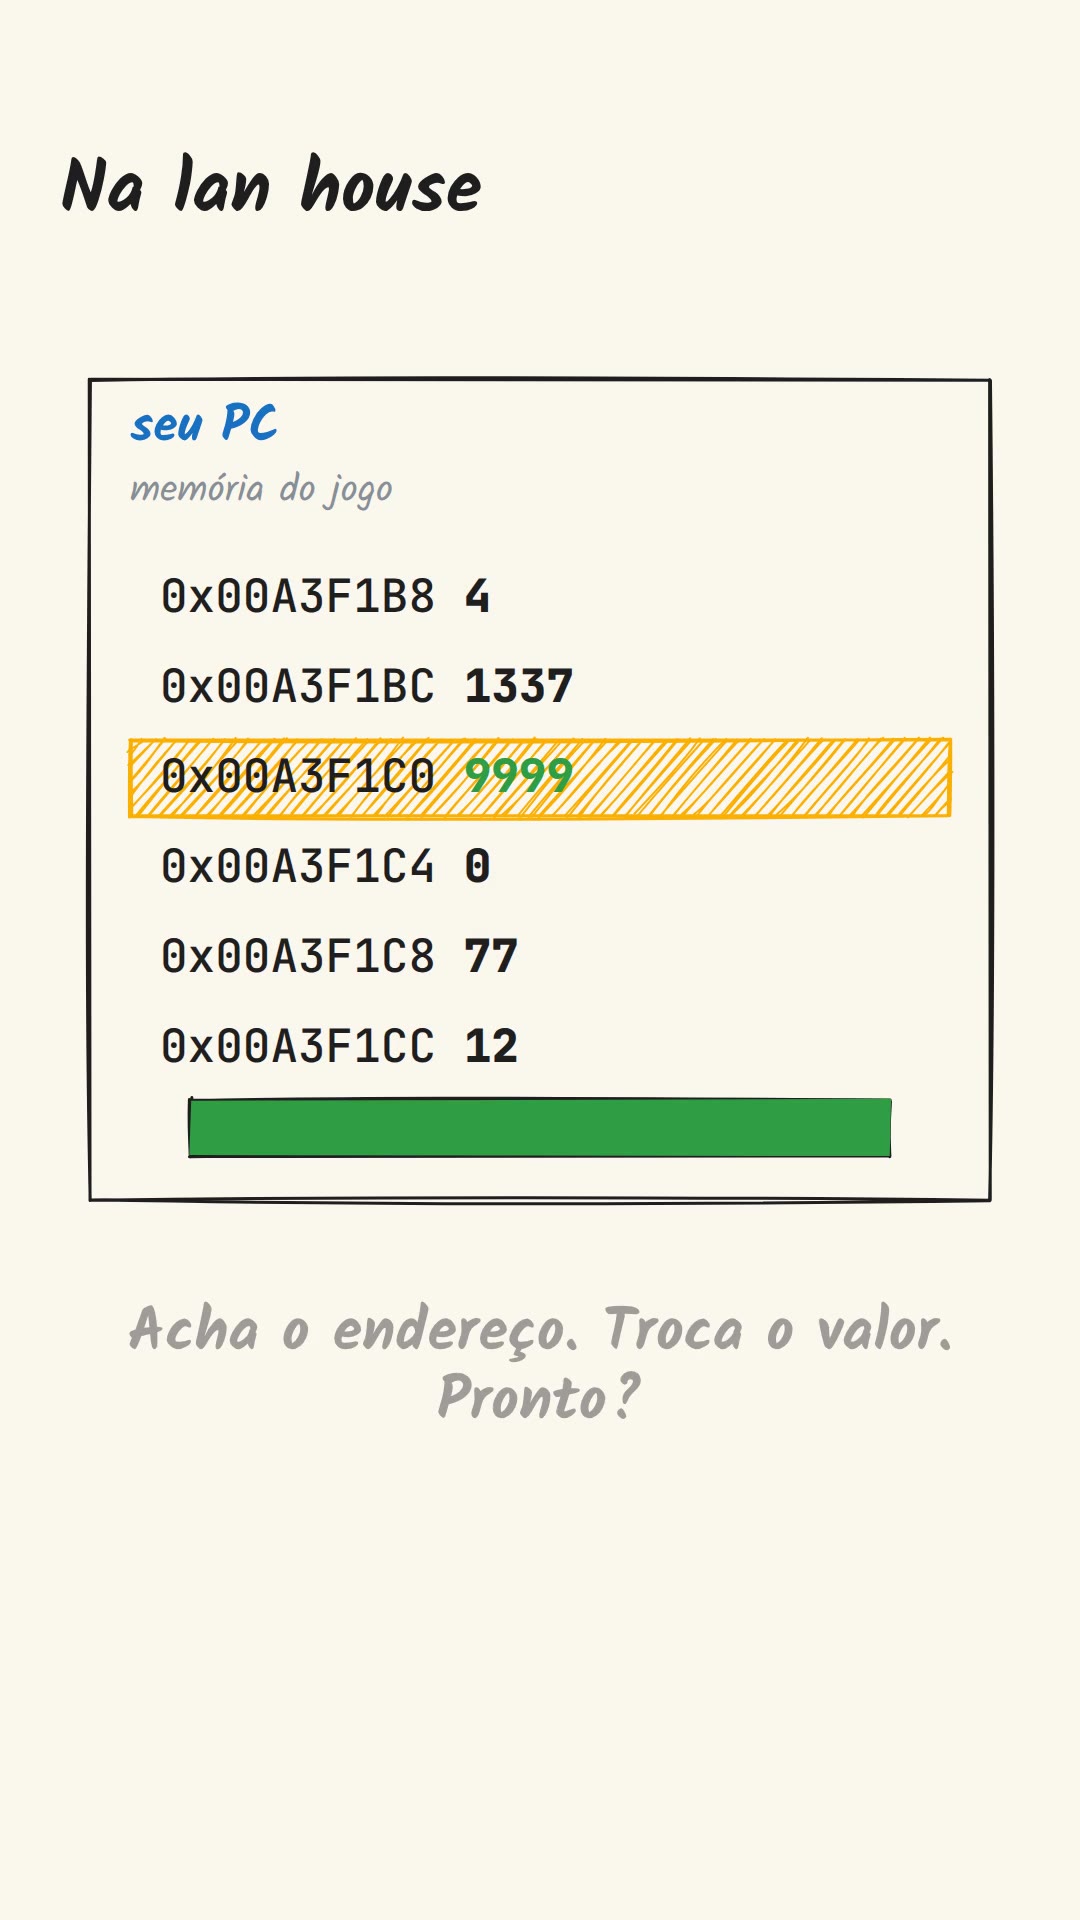 Na lan house
seu PC
memória do jogo
0x00A3F1B8 4
0x00A3F1BC 1337
0x00A3F1C0 9999
0x00A3F1C4 0
0x00A3F1C8 77
0x00A3F1CC 12
Acha o endereço. Troca o valor.
Pronto?